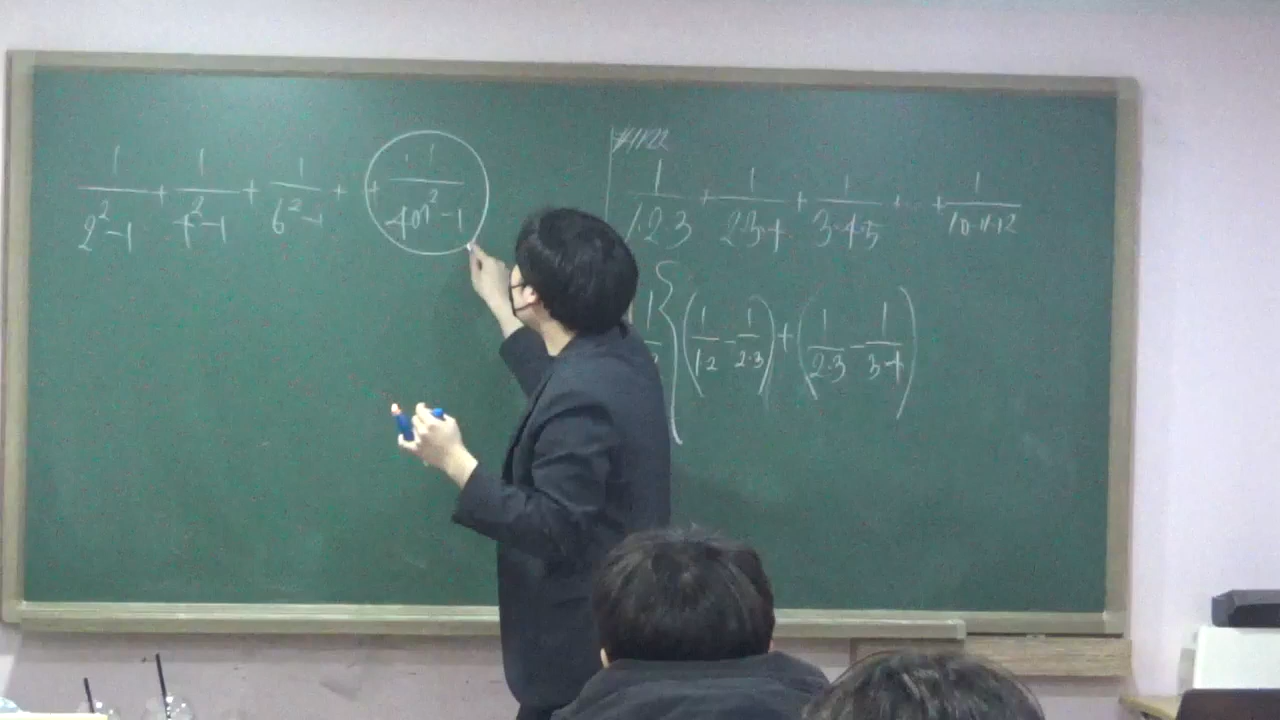 1/(2²-1) + 1/(4²-1) + 1/(6²-1) + + 1/(40²-1)
#1122
1/(1·2·3) + 1/(2·3·4) + 1/(3·4·5) + ... + 1/(10·11·12)
{(1/(1·2) - 1/(2·3)) + (1/(2·3) - 1/(3·4))